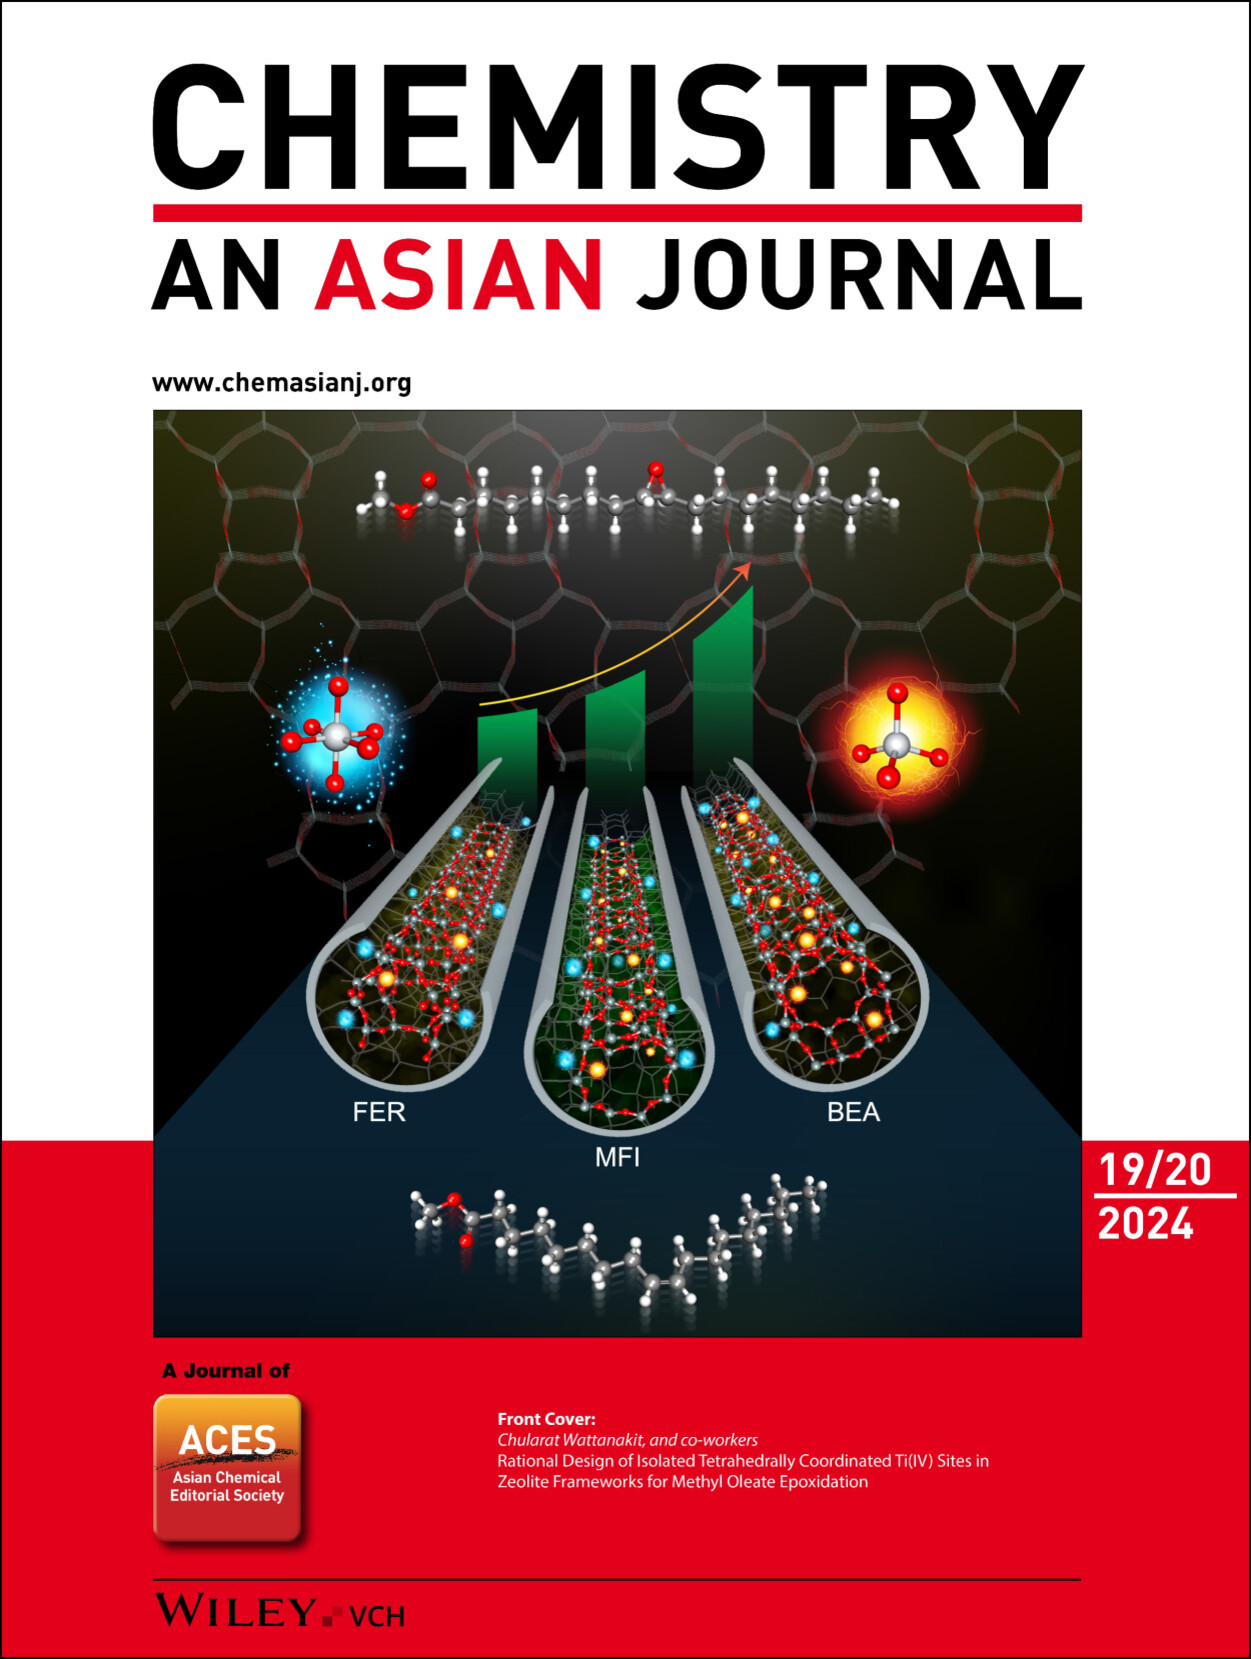 CHEMISTRY
AN ASIAN JOURNAL
www.chemasianj.org
FER
MFI
BEA
19/20
2024
A Journal of
ACES
Asian Chemical
Editorial Society
Front Cover:
Chularat Wattanakit, and co-workers
Rational Design of Isolated Tetrahedrally Coordinated Ti(IV) Sites in
Zeolite Frameworks for Methyl Oleate Epoxidation
WILEY VCH